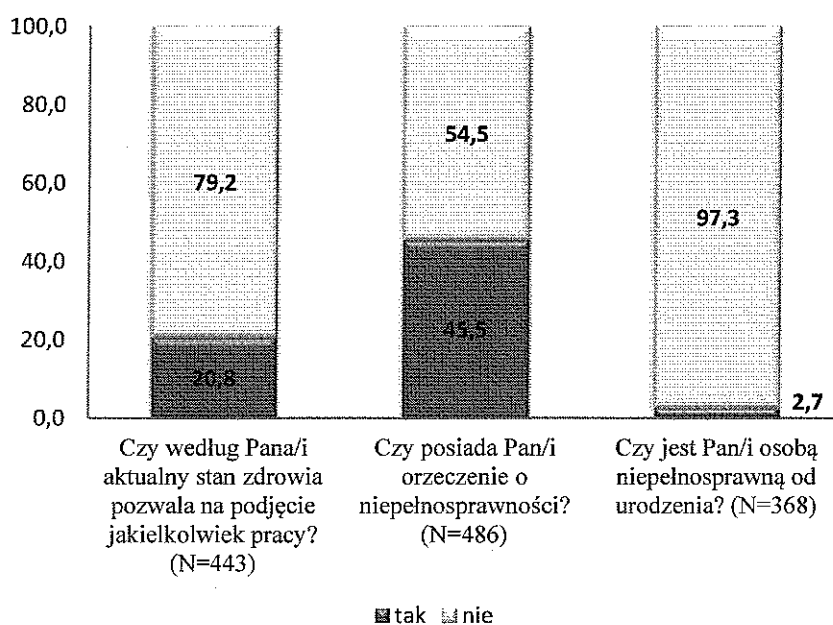 100,0
80,0
60,0
40,0
20,0
0,0
79,2
20,8
54,5
45,5
97,3
2,7
Czy według Pana/i
aktualny stan zdrowia
pozwala na podjęcie
jakielkolwiek pracy?
(N=443)
Czy posiada Pan/i
orzeczenie o
niepełnosprawności?
(N=486)
Czy jest Pan/i osobą
niepełnosprawną od
urodzenia? (N=368)
tak nie